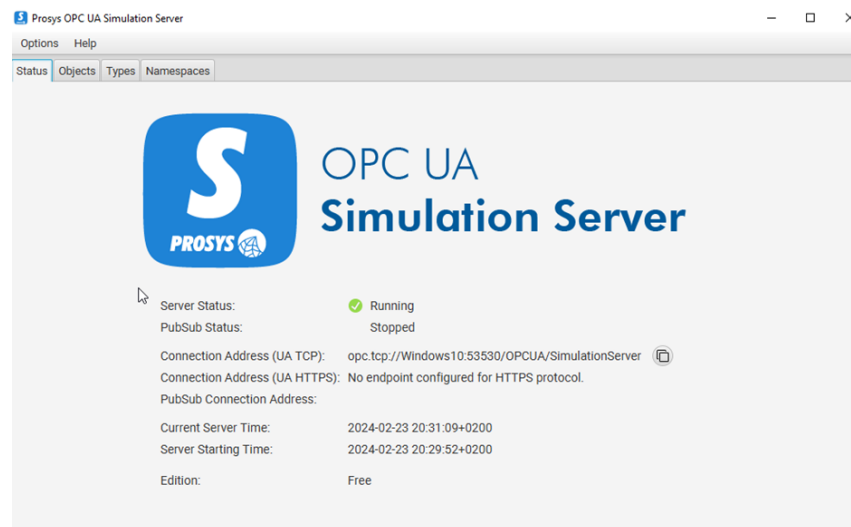 Prosys OPC UA Simulation Server
Options Help
Status Objects Types Namespaces
S
PROSYS
OPC UA
Simulation Server
Server Status: Running
PubSub Status: Stopped
Connection Address (UA TCP): opc.tcp://Windows10:53530/OPCUA/SimulationServer
Connection Address (UA HTTPS): No endpoint configured for HTTPS protocol.
PubSub Connection Address:
Current Server Time: 2024-02-23 20:31:09+0200
Server Starting Time: 2024-02-23 20:29:52+0200
Edition: Free